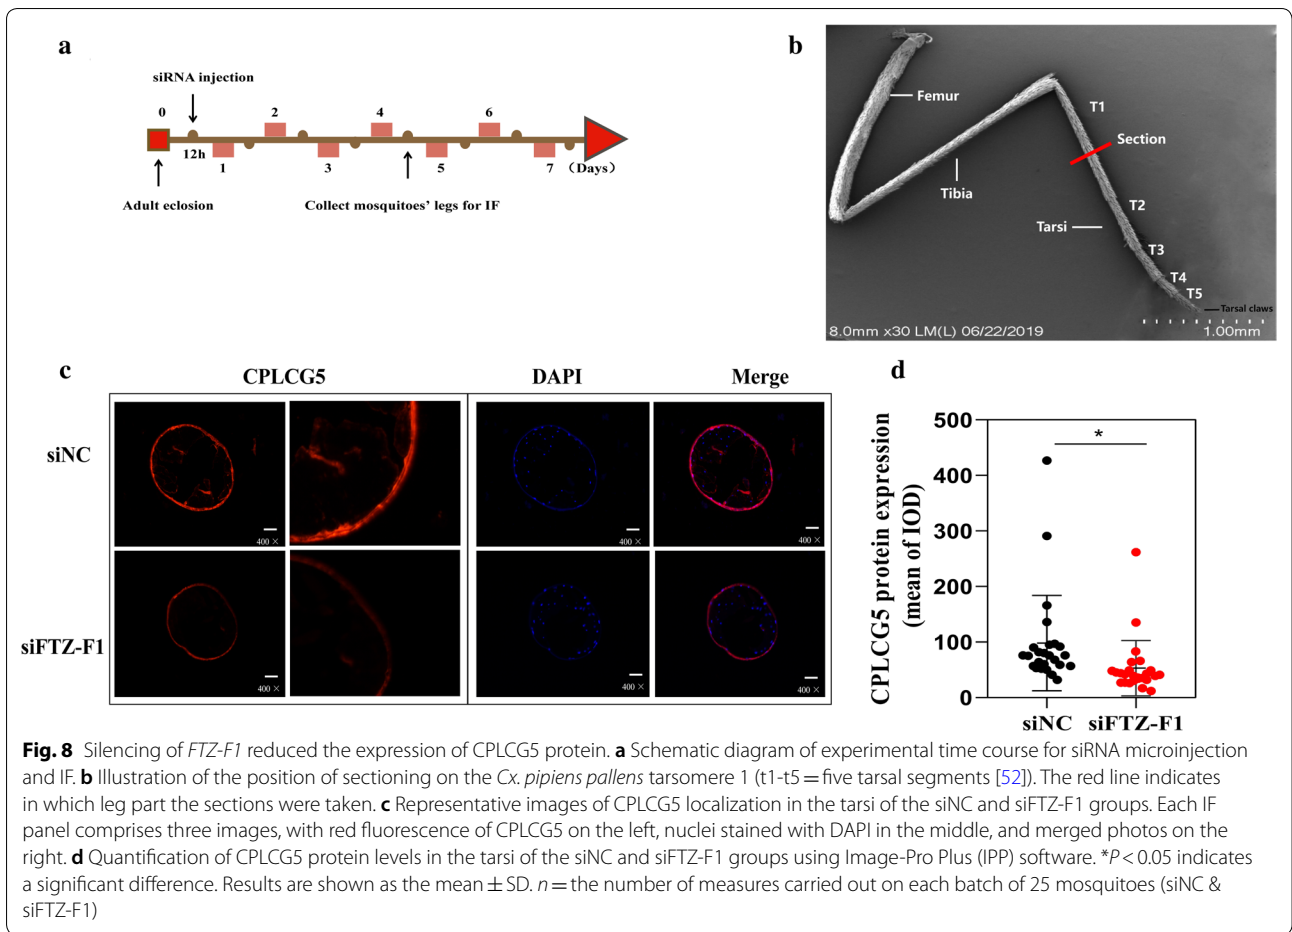 a
siRNA injection
0
2
4
6
12h
1
3
5
7
(Days)
Adult eclosion
Collect mosquitoes' legs for IF
b
Femur
T1
Section
Tibia
T2
Tarsi
T3
T4
T5
Tarsal claws
8.0mm x30 LM(L) 06/22/2019
1.00mm
c
CPLCG5
DAPI
Merge
siNC
400 ×
400 ×
400 ×
siFTZ-F1
400 ×
400 ×
400 ×
d
CPLCG5 protein expression
(mean of IOD)
500
400
300
200
100
0
*
siNC
siFTZ-F1
Fig. 8 Silencing of FTZ-F1 reduced the expression of CPLCG5 protein. a Schematic diagram of experimental time course for siRNA microinjection
and IF. b Illustration of the position of sectioning on the Cx. pipiens pallens tarsomere 1 (t1-t5 = five tarsal segments [52]). The red line indicates
in which leg part the sections were taken. c Representative images of CPLCG5 localization in the tarsi of the siNC and siFTZ-F1 groups. Each IF
panel comprises three images, with red fluorescence of CPLCG5 on the left, nuclei stained with DAPI in the middle, and merged photos on the
right. d Quantification of CPLCG5 protein levels in the tarsi of the siNC and siFTZ-F1 groups using Image-Pro Plus (IPP) software. *P < 0.05 indicates
a significant difference. Results are shown as the mean ± SD. n = the number of measures carried out on each batch of 25 mosquitoes (siNC &
siFTZ-F1)